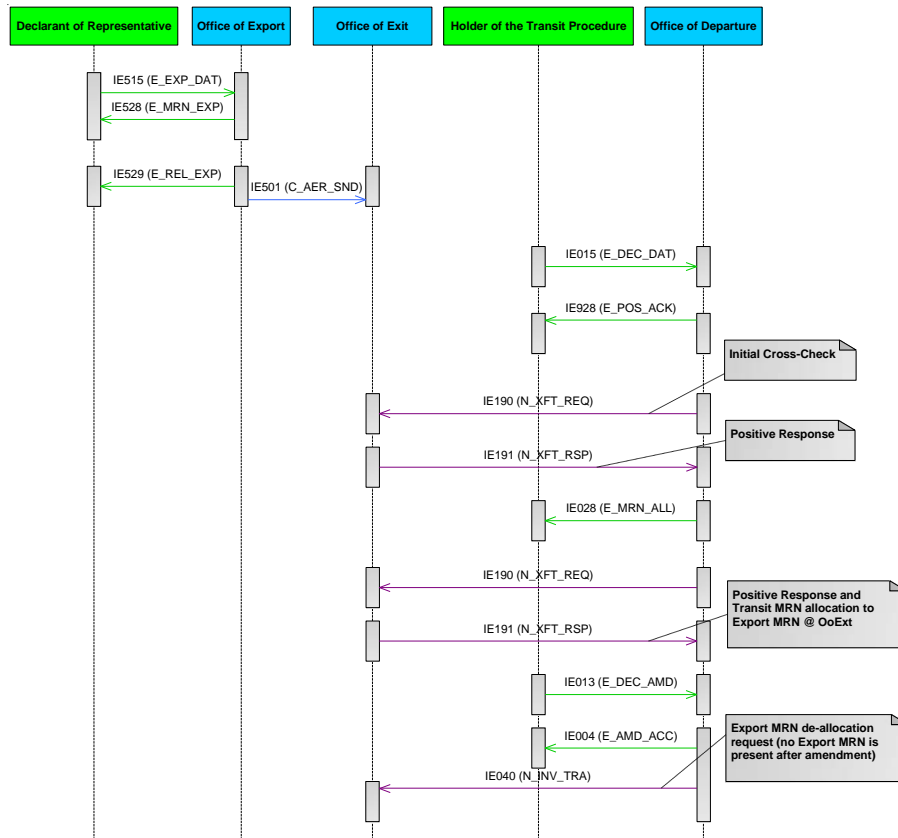 Declarant of Representative
Office of Export
Office of Exit
Holder of the Transit Procedure
Office of Departure
IE515 (E_EXP_DAT)
IE528 (E_MRN_EXP)
IE529 (E_REL_EXP)
IE501 (C_AER_SND)
IE015 (E_DEC_DAT)
IE928 (E_POS_ACK)
Initial Cross-Check
IE190 (N_XFT_REQ)
Positive Response
IE191 (N_XFT_RSP)
IE028 (E_MRN_ALL)
IE190 (N_XFT_REQ)
Positive Response and
Transit MRN allocation to
Export MRN @ OoExt
IE191 (N_XFT_RSP)
IE013 (E_DEC_AMD)
Export MRN de-allocation
request (no Export MRN is
present after amendment)
IE004 (E_AMD_ACC)
IE040 (N_INV_TRA)